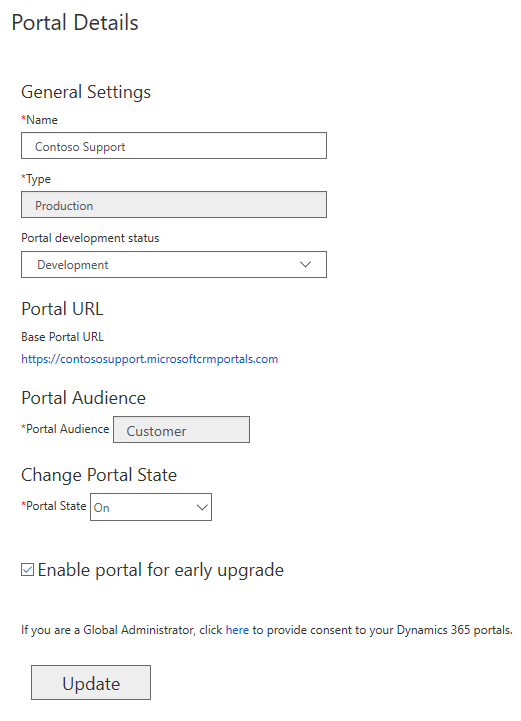 Portal Details
General Settings
*Name
Contoso Support
*Type
Production
Portal development status
Development
Portal URL
Base Portal URL
https://contososupport.microsoftcrmportals.com
Portal Audience
*Portal Audience Customer
Change Portal State
*Portal State On
Enable portal for early upgrade
If you are a Global Administrator, click here to provide consent to your Dynamics 365 portals.
Update